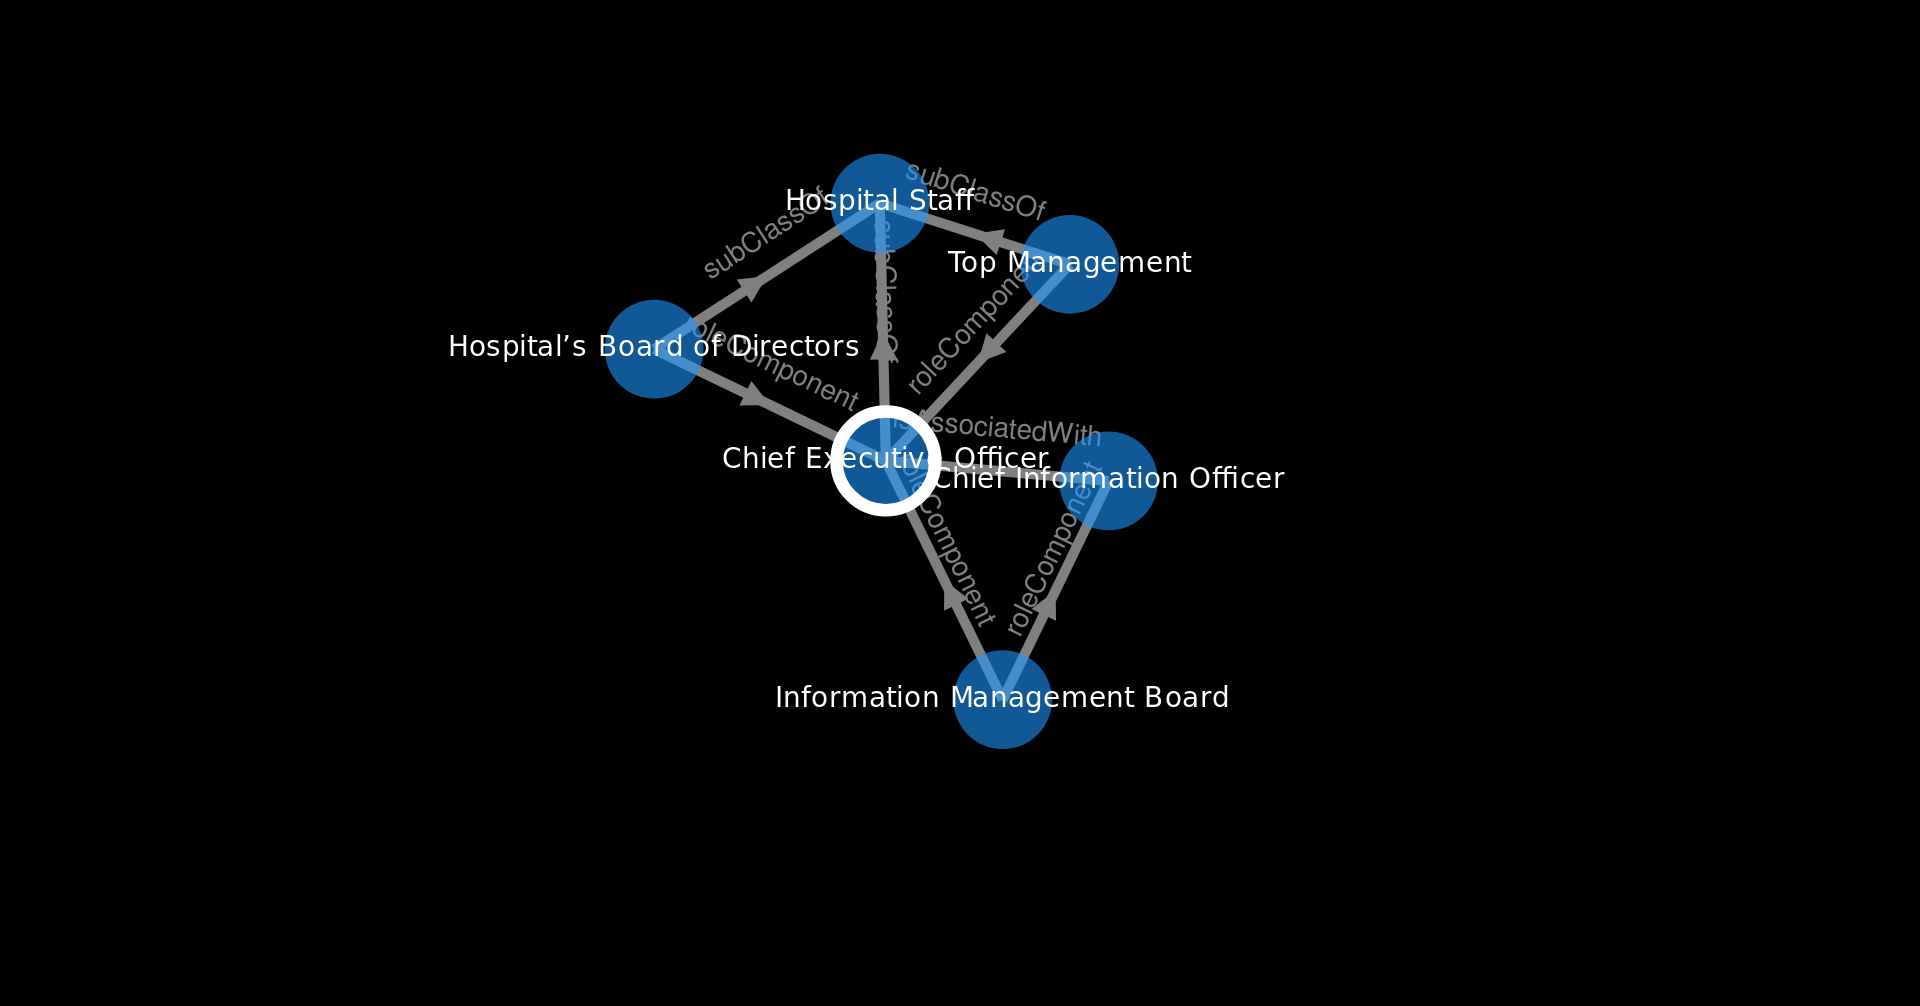 subClassOf
Hospital Staff
subClassOf
Top Management
subClassOf
roleComponent
Hospital’s Board of Directors
roleComponent
isAssociatedWith
Chief Executive Officer
Chief Information Officer
roleComponent
roleComponent
Information Management Board